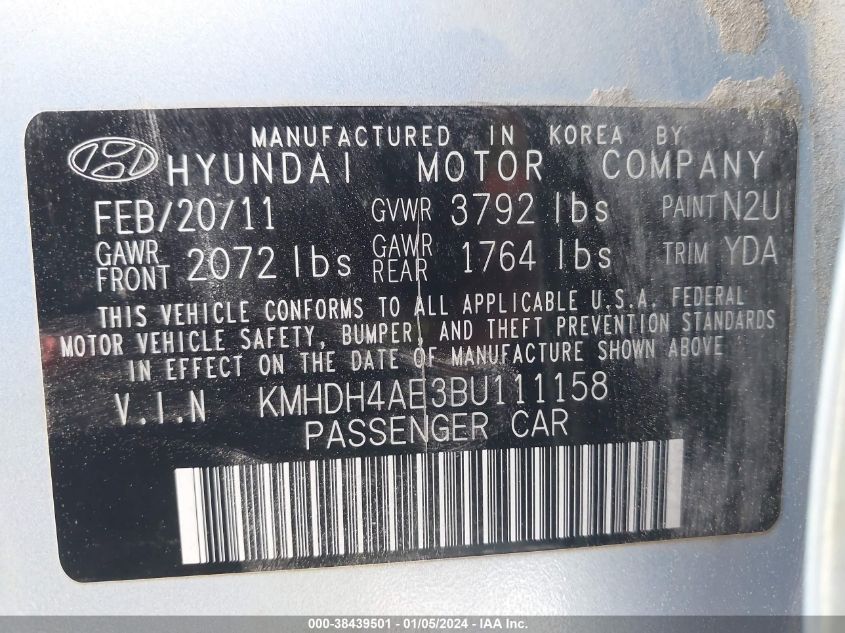 MANUFACTURED IN KOREA BY
HYUNDAI MOTOR COMPANY
FEB/20/11 GVWR 3792 lbs PAINT N2U
GAWR FRONT 2072 lbs GAWR REAR 1764 lbs TRIM YDA
THIS VEHICLE CONFORMS TO ALL APPLICABLE U.S.A. FEDERAL
MOTOR VEHICLE SAFETY, BUMPER, AND THEFT PREVENTION STANDARDS
IN EFFECT ON THE DATE OF MANUFACTURE SHOWN ABOVE
V.I.N KMHDH4AE3BU111158
PASSENGER CAR
000-38439501 - 01/05/2024 - IAA Inc.